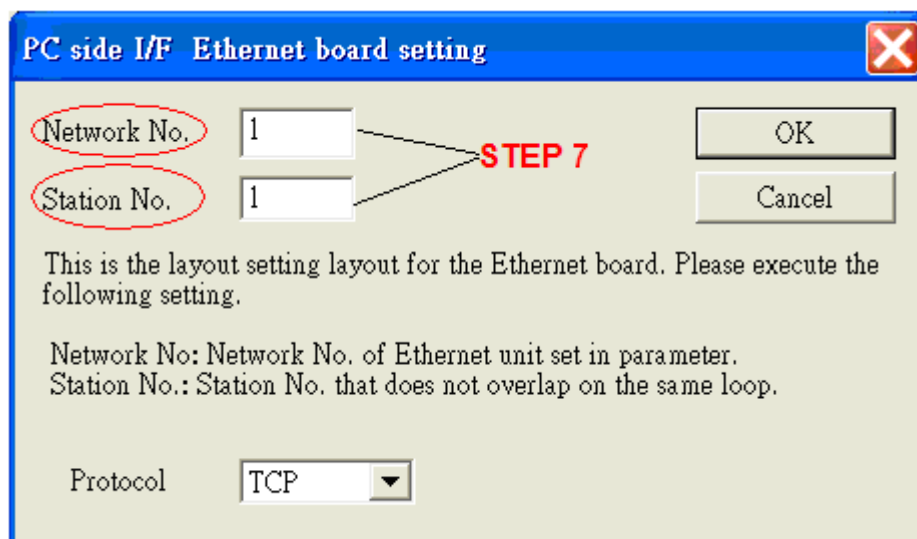 PC side I/F Ethernet board setting
Network No. 1
STEP 7
OK
Station No. 1
Cancel
This is the layout setting layout for the Ethernet board. Please execute the
following setting.
Network No: Network No. of Ethernet unit set in parameter.
Station No.: Station No. that does not overlap on the same loop.
Protocol TCP